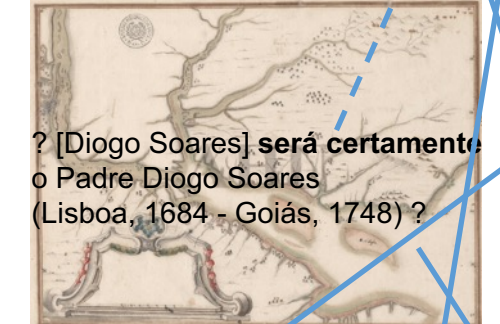 ? [Diogo Soares] será certamente
o Padre Diogo Soares
(Lisboa, 1684 - Goiás, 1748) ?